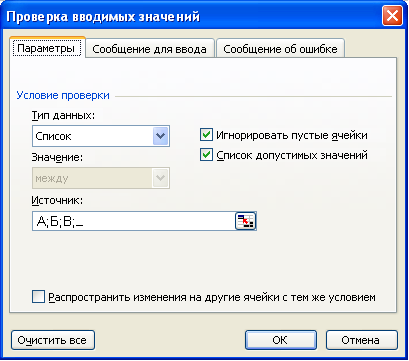 Проверка вводимых значений
Параметры Сообщение для ввода Сообщение об ошибке
Условие проверки
Тип данных:
Список
Игнорировать пустые ячейки
Значение:
Список допустимых значений
между
Источник:
А;Б;В;_
Распространить изменения на другие ячейки с тем же условием
Очистить все ОК Отмена